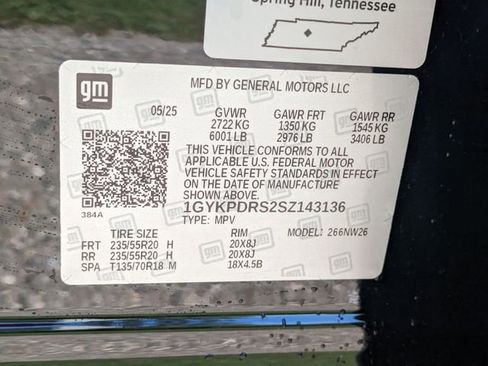 Spring Hill, Tennessee
gm
MFD BY GENERAL MOTORS LLC
05/25 GVWR GAWR FRT GAWR RR
2722 KG 1350 KG 1545 KG
6001 LB 2976 LB 3406 LB
THIS VEHICLE CONFORMS TO ALL
APPLICABLE U.S. FEDERAL MOTOR
VEHICLE SAFETY STANDARDS IN EFFECT
ON THE DATE OF MANUFACTURE
SHOWN ABOVE.
384A
1GYKPDRS2SZ143136
TYPE: MPV MODEL: 266NW26
TIRE SIZE RIM
FRT 235/55R20 H 20X8J
RR 235/55R20 H 20X8J
SPA T135/70R18 M 18X4.5B